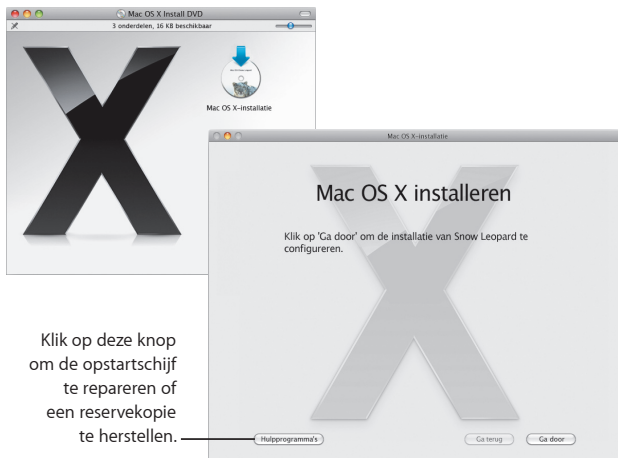 Mac OS X Install DVD
3 onderdelen, 16 KB beschikbaar
Mac OS X-installatie
Mac OS X-installatie
Mac OS X installeren
Klik op 'Ga door' om de installatie van Snow Leopard te
configureren.
Klik op deze knop
om de opstartschijf
te repareren of
een reservekopie
te herstellen.
Hulpprogramma's
Ga terug
Ga door